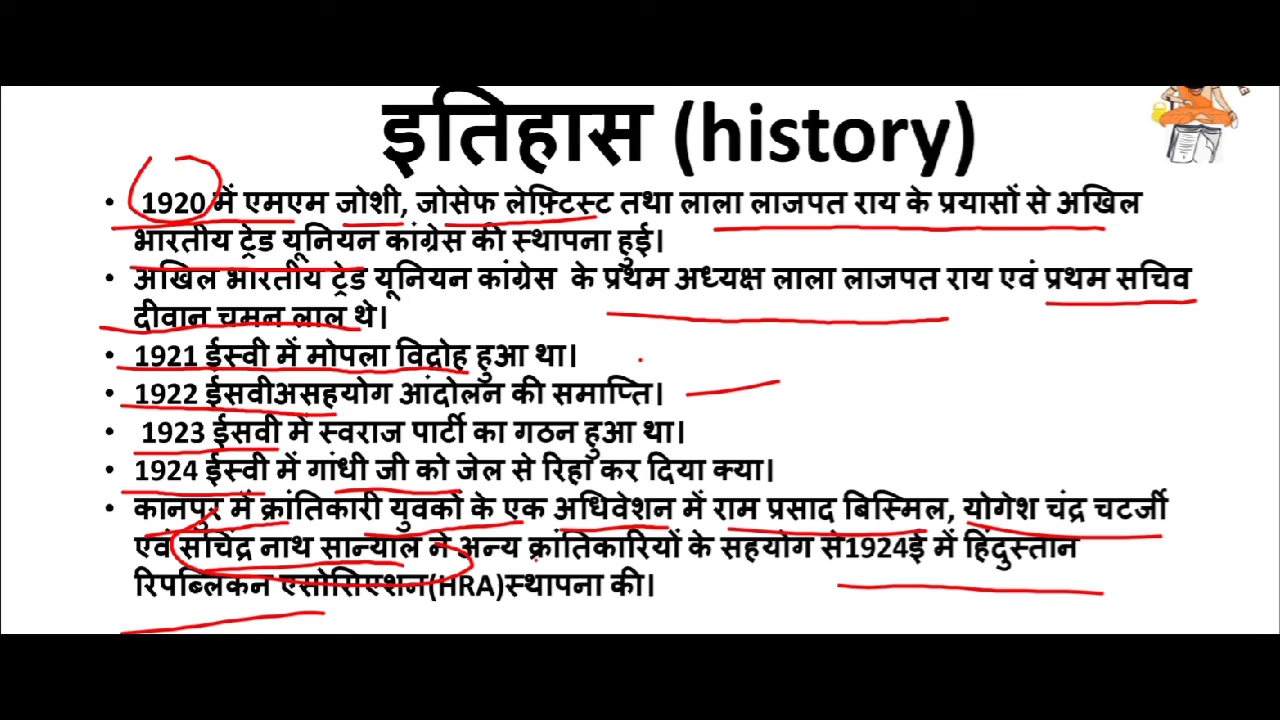 इतिहास (history)
• 1920 में एमएम जोशी, जोसेफ लेफ़्टिस्ट तथा लाला लाजपत राय के प्रयासों से अखिल
भारतीय ट्रेड यूनियन कांग्रेस की स्थापना हुई।
• अखिल भारतीय ट्रेड यूनियन कांग्रेस के प्रथम अध्यक्ष लाला लाजपत राय एवं प्रथम सचिव
दीवान चमन लाल थे।
• 1921 ईस्वी में मोपला विद्रोह हुआ था।
• 1922 ईसवीअसहयोग आंदोलन की समाप्ति।
• 1923 ईसवी में स्वराज पार्टी का गठन हुआ था।
• 1924 ईस्वी में गांधी जी को जेल से रिहा कर दिया क्या।
• कानपुर में क्रांतिकारी युवकों के एक अधिवेशन में राम प्रसाद बिस्मिल, योगेश चंद्र चटर्जी
एवं सचिंद्र नाथ सान्याल ने अन्य क्रांतिकारियों के सहयोग से1924ई में हिंदुस्तान
रिपब्लिकन एसोसिएशन(HRA)स्थापना की।